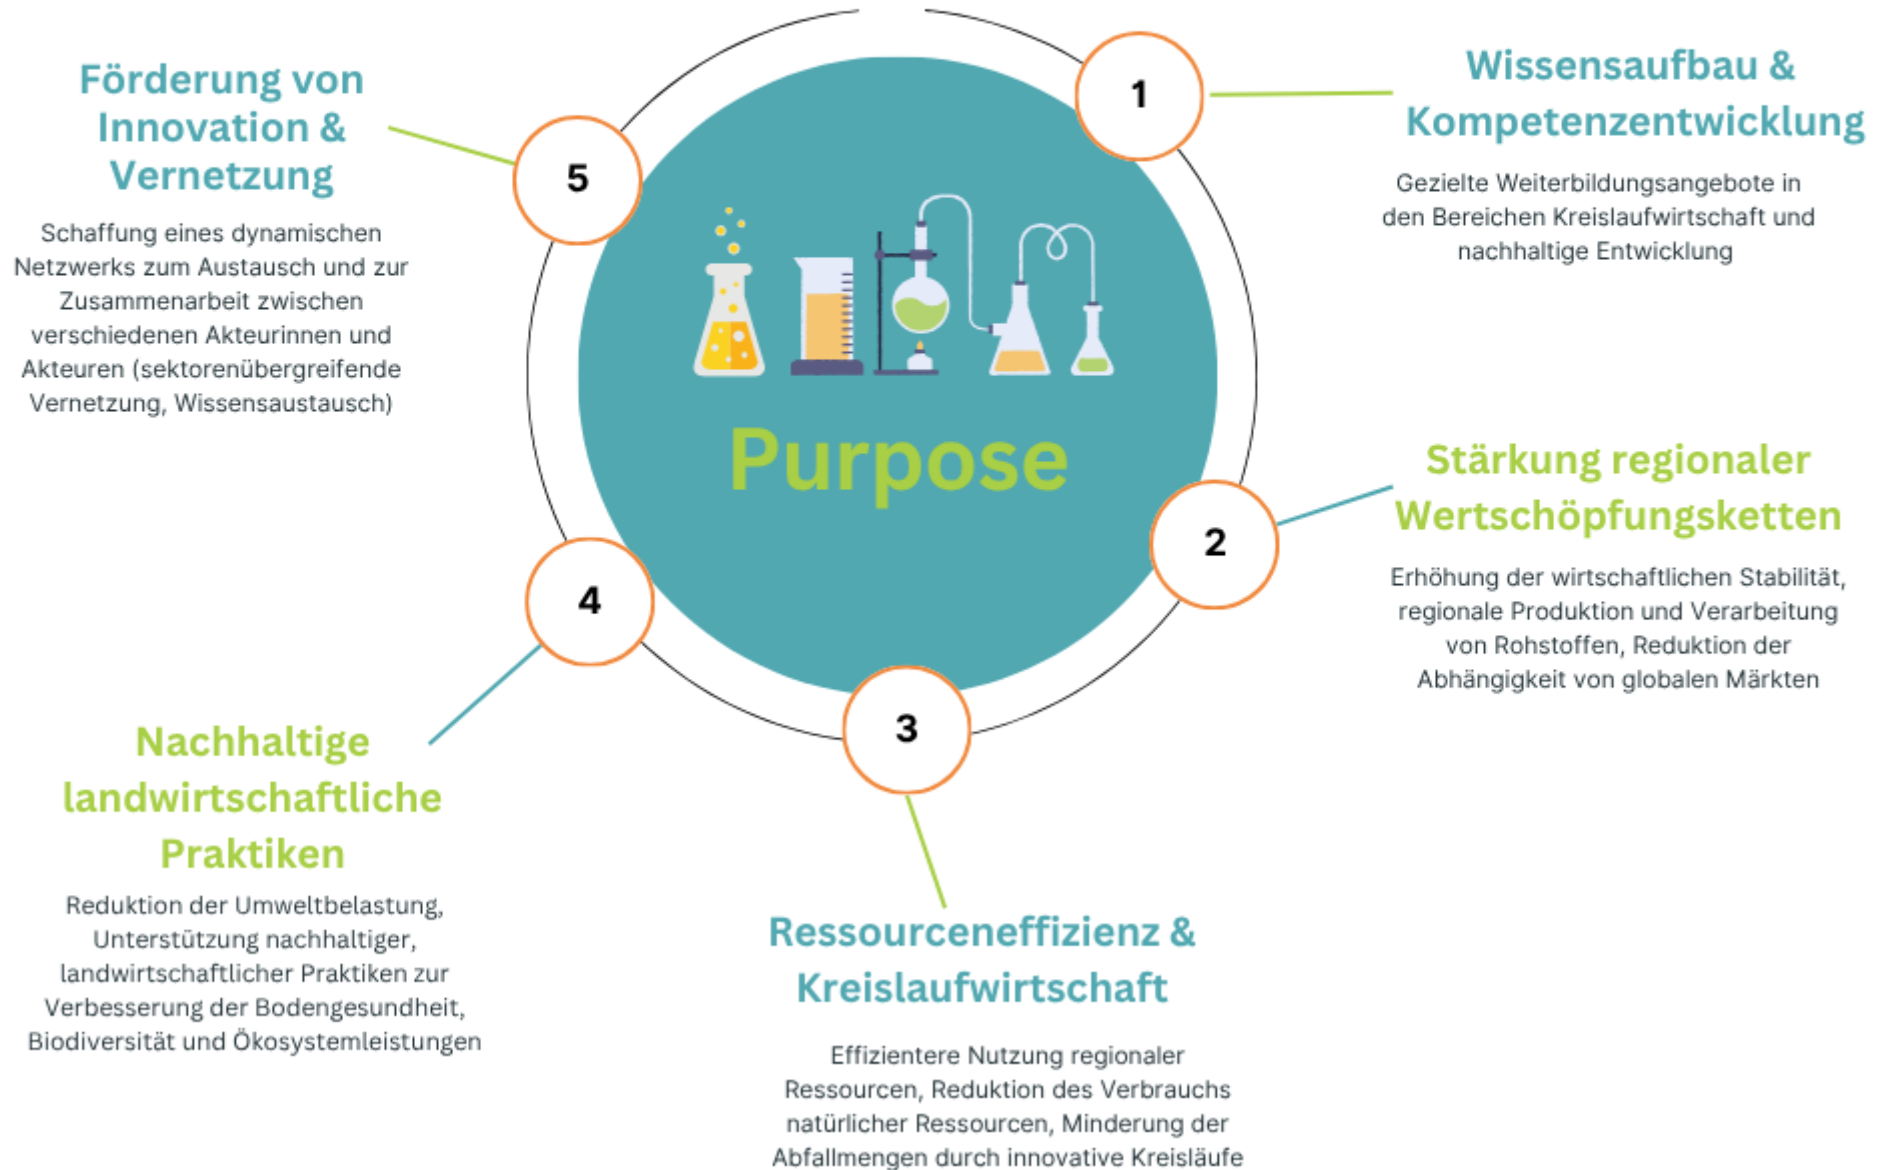 Purpose
1
Wissensaufbau &
Kompetenzentwicklung
Gezielte Weiterbildungsangebote in
den Bereichen Kreislaufwirtschaft und
nachhaltige Entwicklung
2
Stärkung regionaler
Wertschöpfungsketten
Erhöhung der wirtschaftlichen Stabilität,
regionale Produktion und Verarbeitung
von Rohstoffen, Reduktion der
Abhängigkeit von globalen Märkten
3
Ressourceneffizienz &
Kreislaufwirtschaft
Effizientere Nutzung regionaler
Ressourcen, Reduktion des Verbrauchs
natürlicher Ressourcen, Minderung der
Abfallmengen durch innovative Kreisläufe
4
Nachhaltige
landwirtschaftliche
Praktiken
Reduktion der Umweltbelastung,
Unterstützung nachhaltiger,
landwirtschaftlicher Praktiken zur
Verbesserung der Bodengesundheit,
Biodiversität und Ökosystemleistungen
5
Förderung von
Innovation &
Vernetzung
Schaffung eines dynamischen
Netzwerks zum Austausch und zur
Zusammenarbeit zwischen
verschiedenen Akteurinnen und
Akteuren (sektorenübergreifende
Vernetzung, Wissensaustausch)